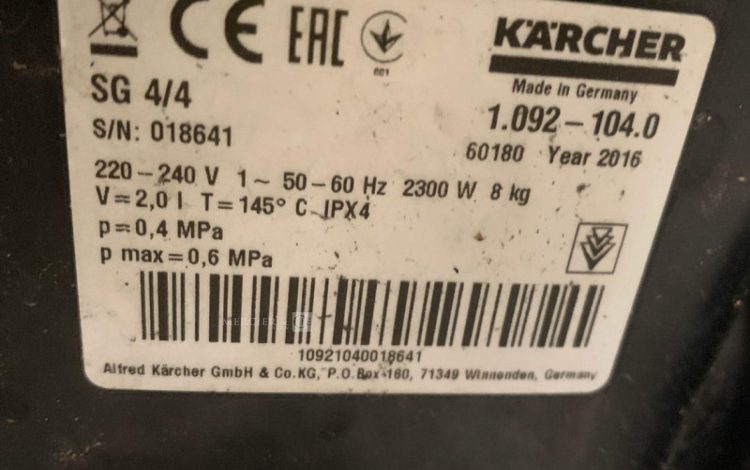 CE EAC
001
KÄRCHER
SG 4/4
Made in Germany
S/N: 018641
1.092-104.0
60180 Year 2016
220-240 V 1~ 50-60 Hz 2300 W 8 kg
V=2,0 l T=145° C IPX4
p=0,4 MPa
p max=0,6 MPa
MERCIER &
10921040018641
Alfred Kärcher GmbH & Co.KG, P.O.Box-160, 71349 Winnenden, Germany